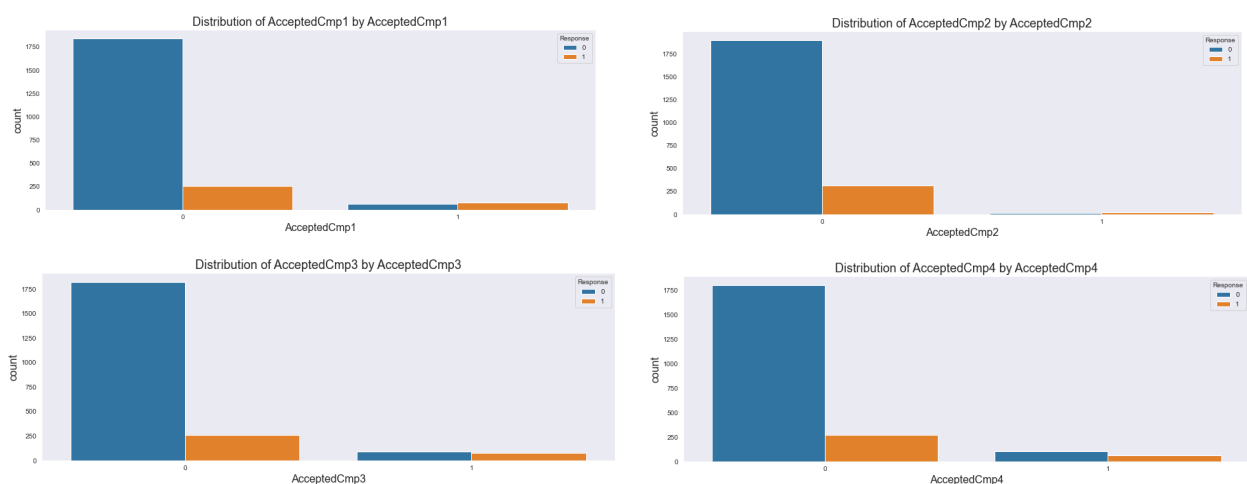 Distribution of AcceptedCmp1 by AcceptedCmp1
Response
0
1
1750
1500
1250
1000
750
500
250
0
count
0 1
AcceptedCmp1
Distribution of AcceptedCmp2 by AcceptedCmp2
Response
0
1
1750
1500
1250
1000
750
500
250
0
count
0 1
AcceptedCmp2
Distribution of AcceptedCmp3 by AcceptedCmp3
Response
0
1
1750
1500
1250
1000
750
500
250
0
count
0 1
AcceptedCmp3
Distribution of AcceptedCmp4 by AcceptedCmp4
Response
0
1
1750
1500
1250
1000
750
500
250
0
count
0 1
AcceptedCmp4